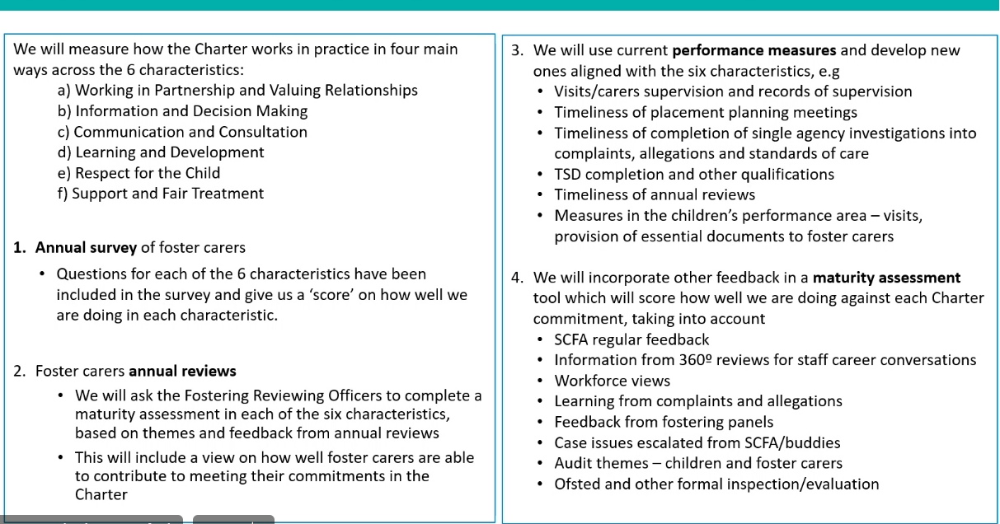 We will measure how the Charter works in practice in four main
ways across the 6 characteristics:
a) Working in Partnership and Valuing Relationships
b) Information and Decision Making
c) Communication and Consultation
d) Learning and Development
e) Respect for the Child
f) Support and Fair Treatment
1. Annual survey of foster carers
• Questions for each of the 6 characteristics have been
included in the survey and give us a ‘score’ on how well we
are doing in each characteristic.
2. Foster carers annual reviews
• We will ask the Fostering Reviewing Officers to complete a
maturity assessment in each of the six characteristics,
based on themes and feedback from annual reviews
• This will include a view on how well foster carers are able
to contribute to meeting their commitments in the
Charter
3. We will use current performance measures and develop new
ones aligned with the six characteristics, e.g
• Visits/carers supervision and records of supervision
• Timeliness of placement planning meetings
• Timeliness of completion of single agency investigations into
complaints, allegations and standards of care
• TSD completion and other qualifications
• Timeliness of annual reviews
• Measures in the children’s performance area – visits,
provision of essential documents to foster carers
4. We will incorporate other feedback in a maturity assessment
tool which will score how well we are doing against each Charter
commitment, taking into account
• SCFA regular feedback
• Information from 360º reviews for staff career conversations
• Workforce views
• Learning from complaints and allegations
• Feedback from fostering panels
• Case issues escalated from SCFA/buddies
• Audit themes – children and foster carers
• Ofsted and other formal inspection/evaluation